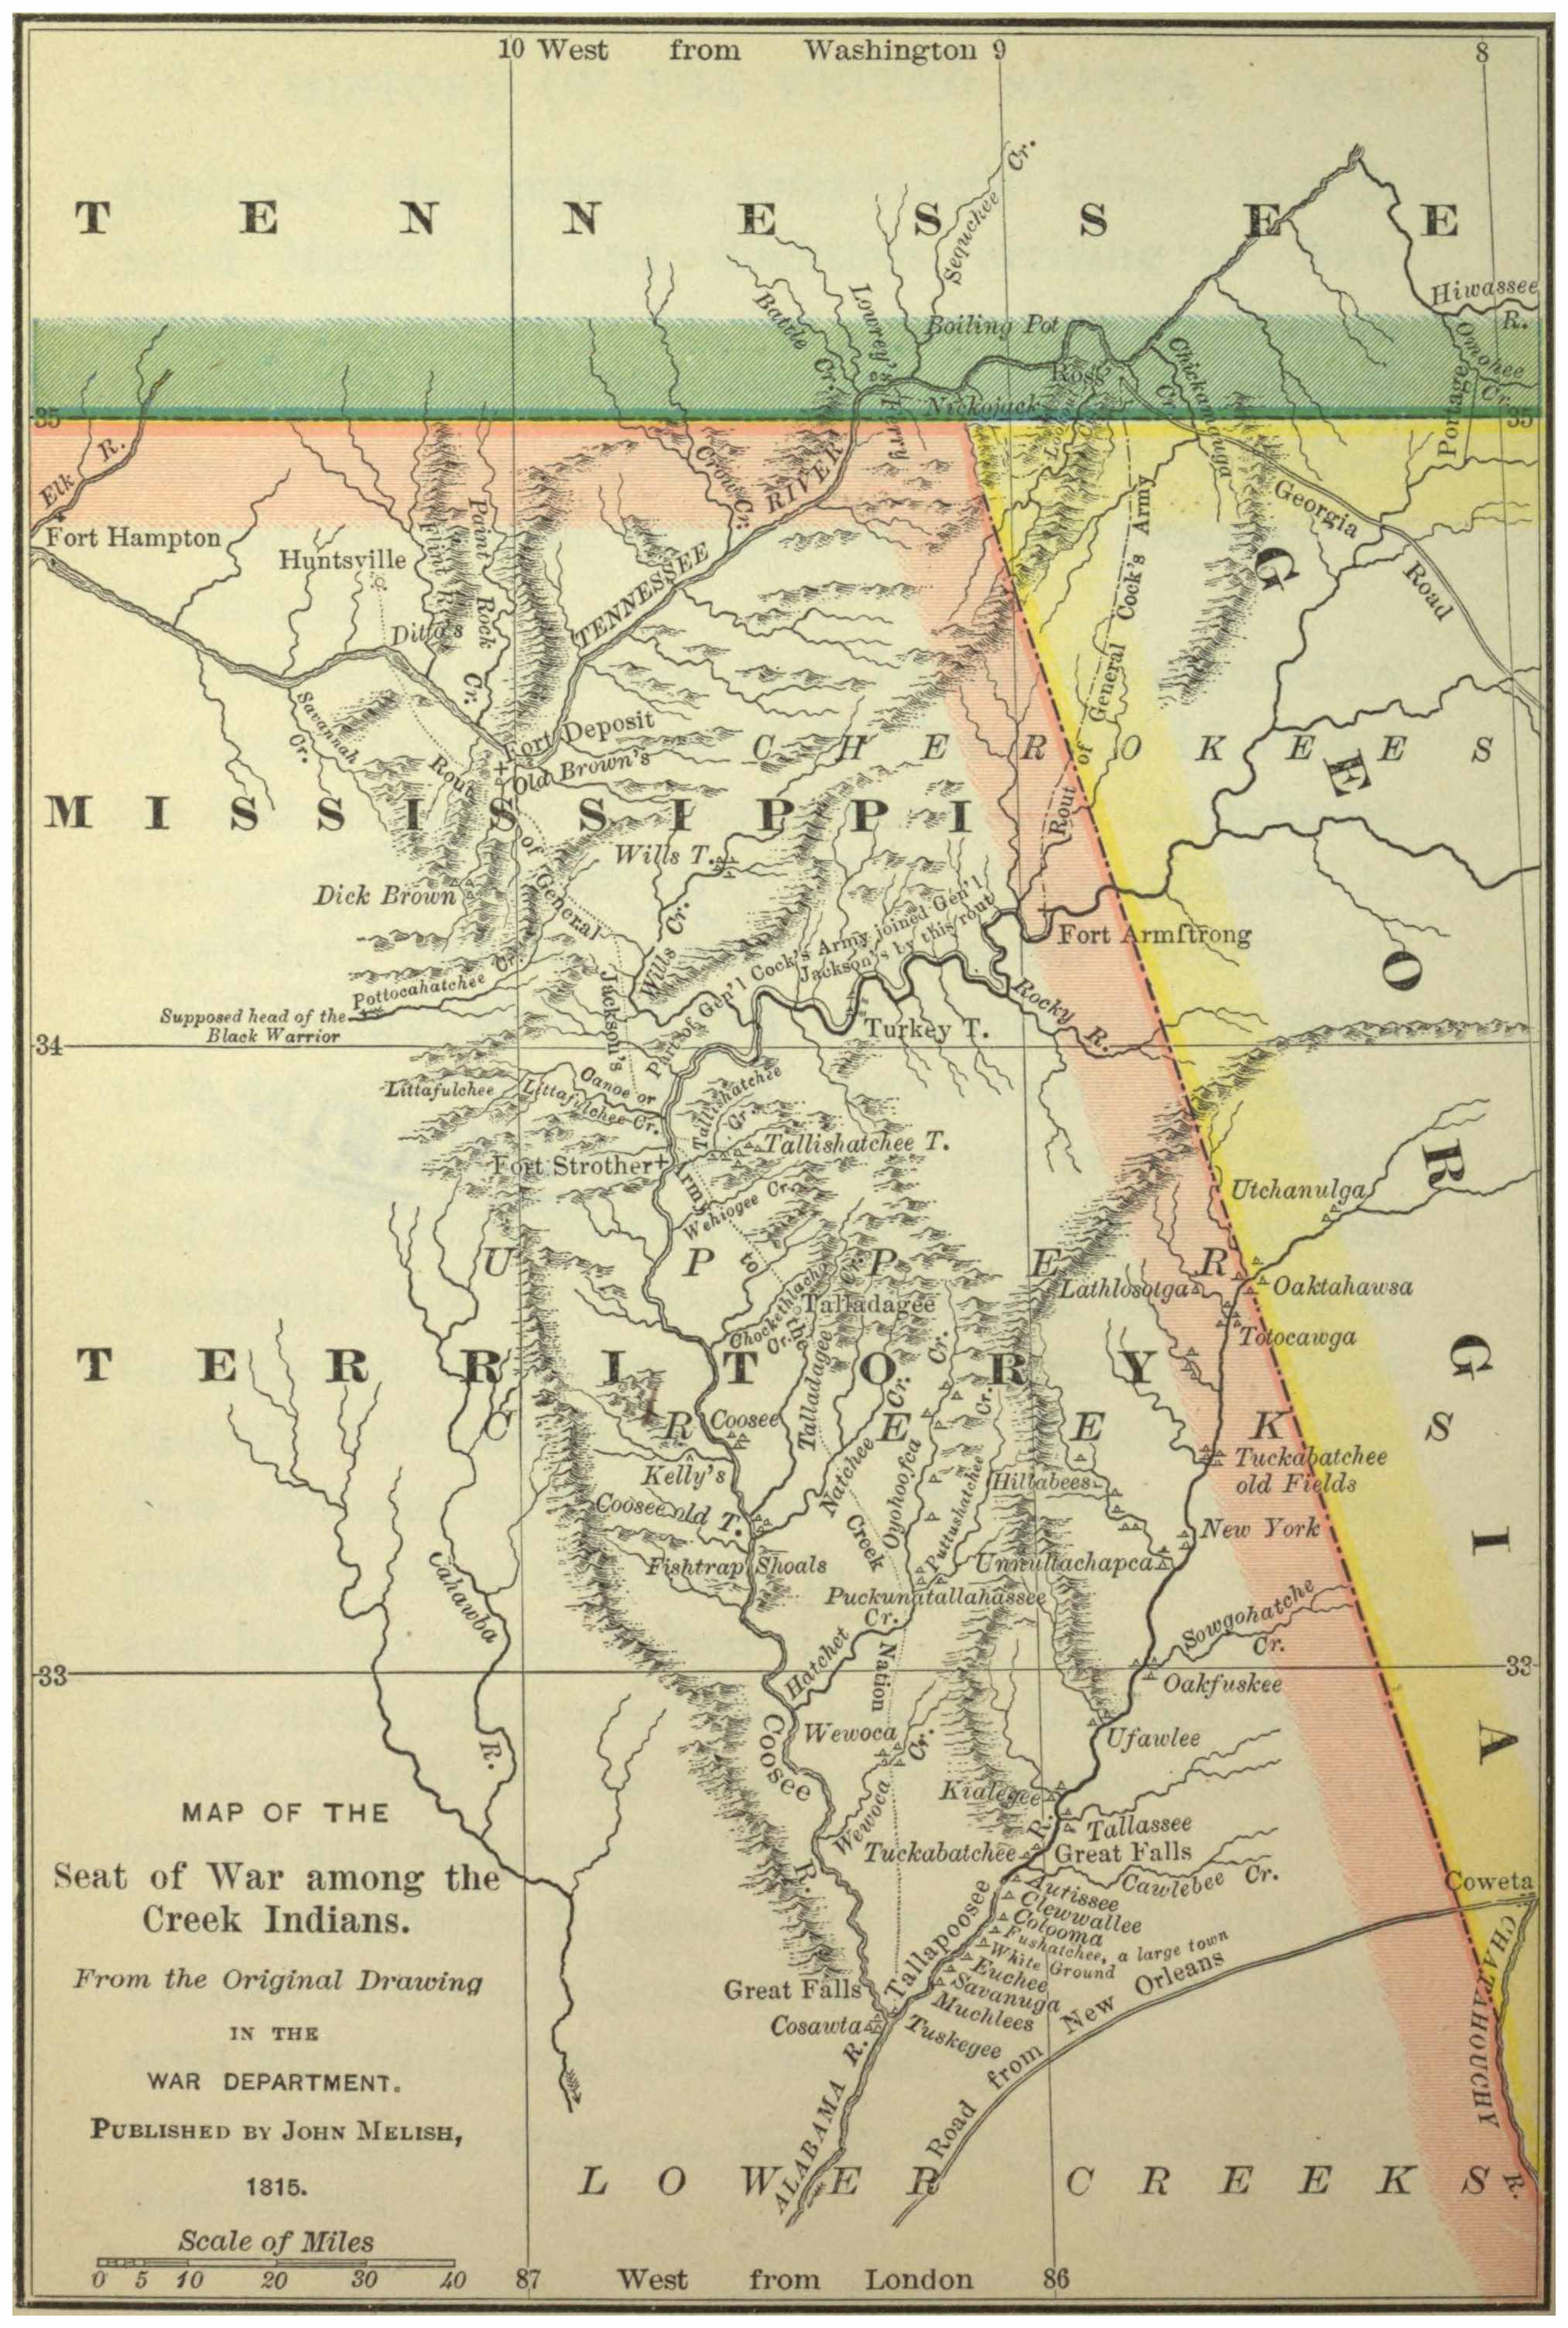 10 West from Washington 9
8
TENNESSEE
Sequchee Cr.
Hiwassee
R.
Battle Cr.
Lowrey's Ferry
Boiling Pot
Ross'
Chickamauga Cr.
Omohee
Cr.
Portage
Nickojack
35
35
Elk R.
Crow Cr.
Fort Hampton
Huntsville
Flint R.
Paint Rock Cr.
TENNESSEE RIVER
Ditto's
Georgia Road
Rout of General Cock's Army
GEORGIA
Savannah Cr.
Fort Deposit
Old Brown's
CHEROKEES
MISSISSIPPI
Rout of General Jackson's Army to the Creek Nation
Wills T.
Dick Brown
Wills Cr.
Part of Gen'l Cock's Army joined Gen'l
Jackson's by this rout
Fort Armſtrong
Pottocahatchee Cr.
Supposed head of the
Black Warrior
Turkey T.
Rocky R.
34
Littafulchee
Canoe or
Littafulchee Cr.
Tallishatchee
Cr.
Tallishatchee T.
Fort Strother
Wehiogee Cr.
Utchanulga
UPPER
Lathlosotga
Oaktahawsa
Chockethlacha Cr.
Talladagee
Totocawga
TERRITORY
CREEKS
Talladagee
Coosee
Tuckabatchee
old Fields
Kelly's
Natchee
Oyohoofca Cr.
Puttushatchee Cr.
Hillabees
Coosee old T.
New York
Fishtrap Shoals
Unnullachapca
Cahawba R.
Puckunatallahassee
Hatchet Cr.
Sowgohatche
Cr.
33
33
Oakfuskee
Coosee R.
Wewoca
Wewoca Cr.
Ufawlee
Kialegee
Tallassee
Tuckabatchee
Great Falls
Cawlebee Cr.
Coweta
Tallapoosee R.
Autissee
Clewwallee
Colooma
Fushatchee, a large town
White Ground
Euchee
Savanuga
Muchlees
Tuskegee
Great Falls
Cosawta
ALABAMA R.
Road from New Orleans
CHATAHOUCHY R.
LOWER CREEKS
MAP OF THE
Seat of War among the
Creek Indians.
From the Original Drawing
IN THE
WAR DEPARTMENT.
PUBLISHED BY JOHN MELISH,
1815.
Scale of Miles
0 5 10 20 30 40
87 West from London 86